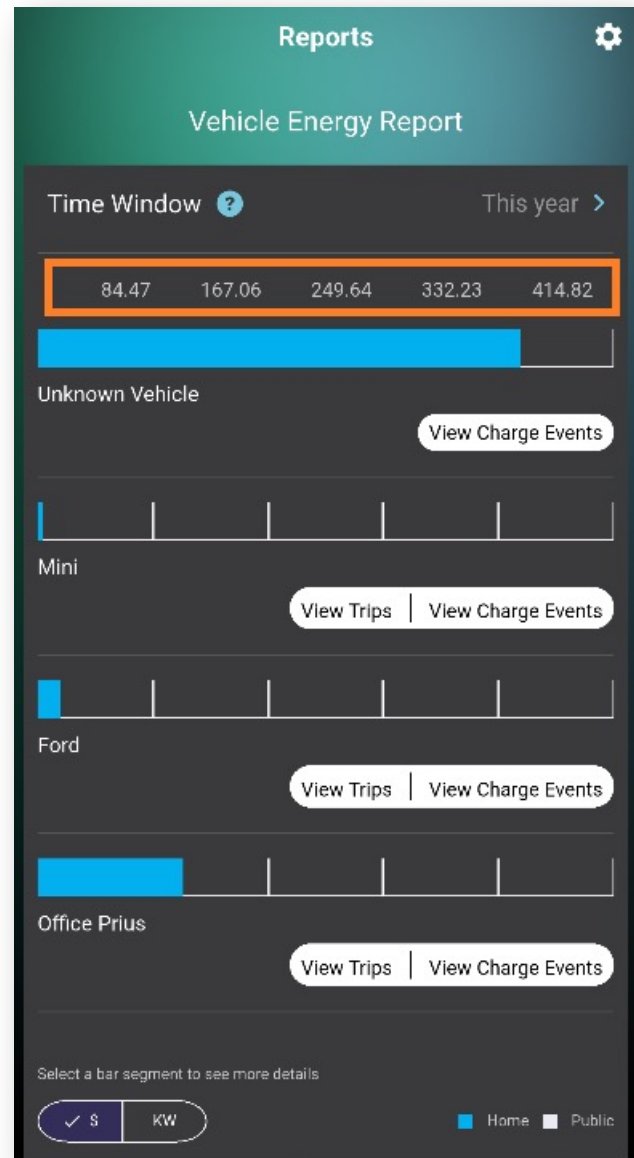 Reports
Vehicle Energy Report
Time Window ? This year >
84.47 167.06 249.64 332.23 414.82
Unknown Vehicle
View Charge Events
Mini
View Trips | View Charge Events
Ford
View Trips | View Charge Events
Office Prius
View Trips | View Charge Events
Select a bar segment to see more details
✓ $ KW Home Public